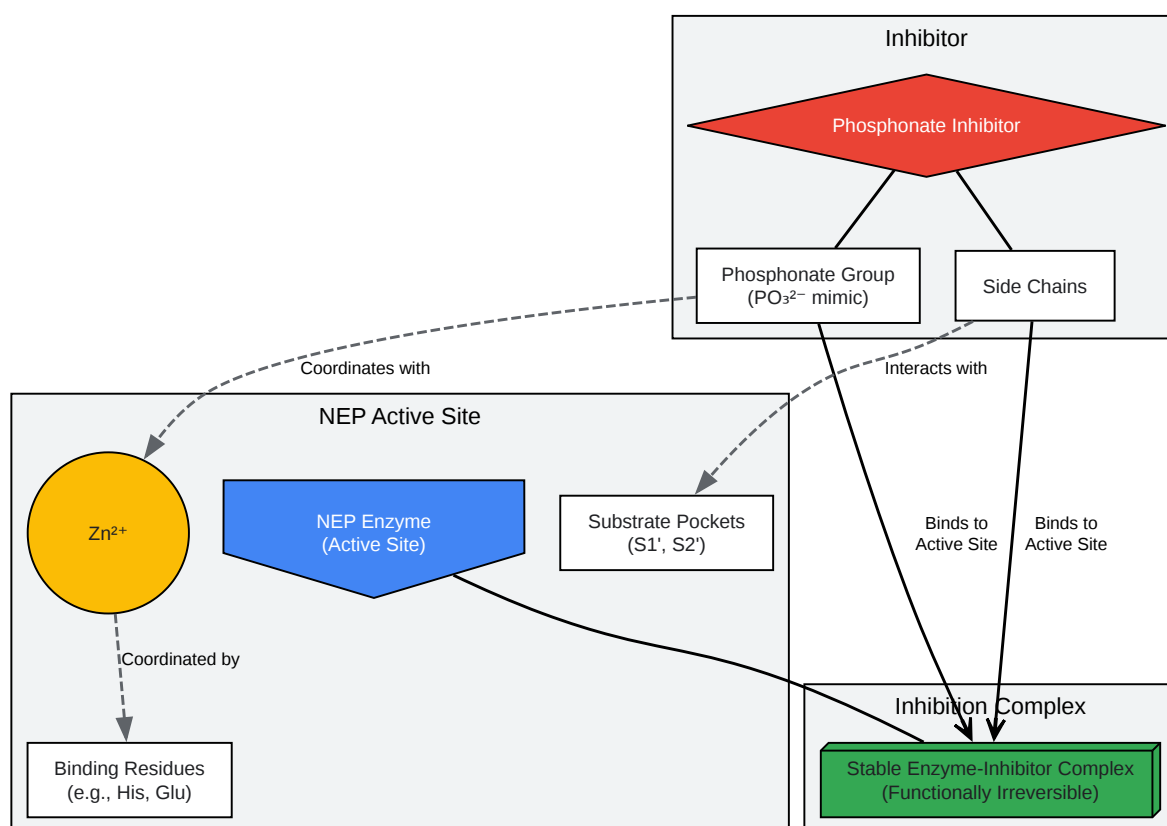 Inhibitor
Phosphonate Inhibitor
Phosphonate Group
(PO₃²⁻ mimic)
Side Chains
Coordinates with
Interacts with
NEP Active Site
Zn²⁺
NEP Enzyme
(Active Site)
Substrate Pockets
(S1', S2')
Binds to
Active Site
Binds to
Active Site
Coordinated by
Inhibition Complex
Binding Residues
(e.g., His, Glu)
Stable Enzyme-Inhibitor Complex
(Functionally Irreversible)